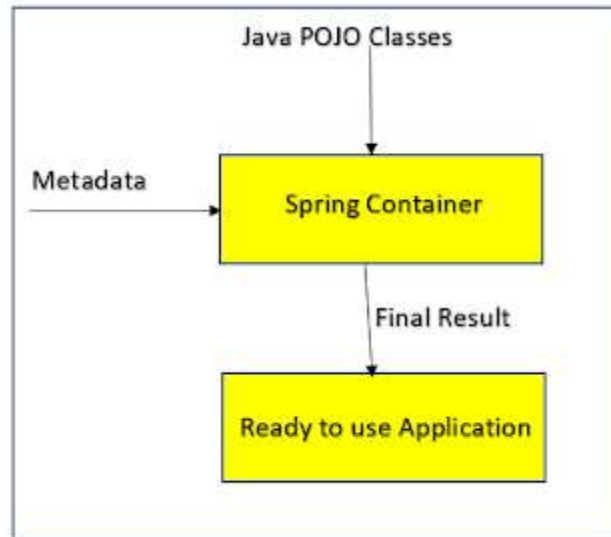 Java POJO Classes
Metadata
Spring Container
Final Result
Ready to use Application